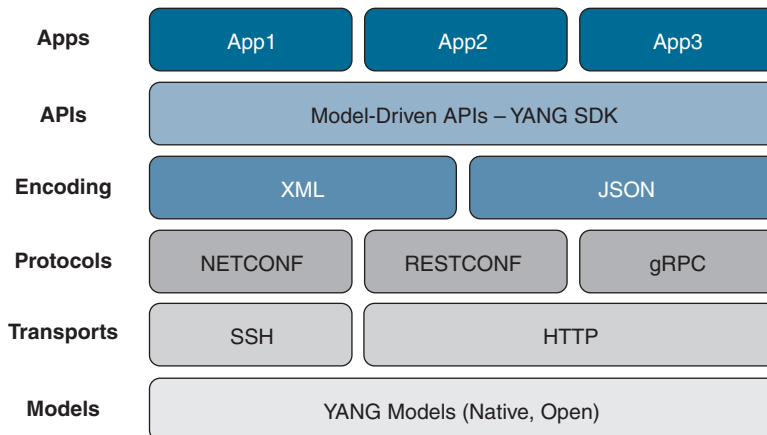 Apps App1 App2 App3
APIs Model-Driven APIs – YANG SDK
Encoding XML JSON
Protocols NETCONF RESTCONF gRPC
Transports SSH HTTP
Models YANG Models (Native, Open)